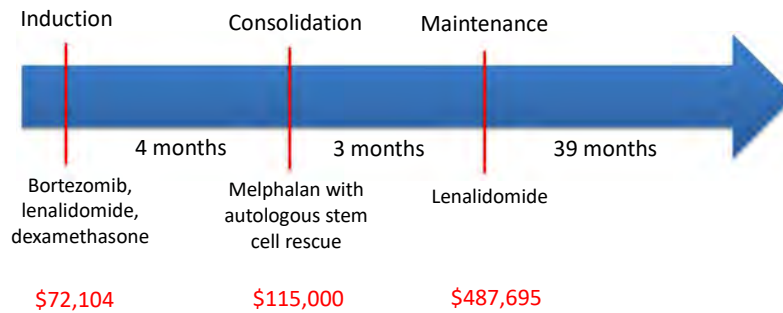 Induction
Consolidation
Maintenance
4 months
3 months
39 months
Bortezomib,
lenalidomide,
dexamethasone
Melphalan with
autologous stem
cell rescue
Lenalidomide
$72,104
$115,000
$487,695